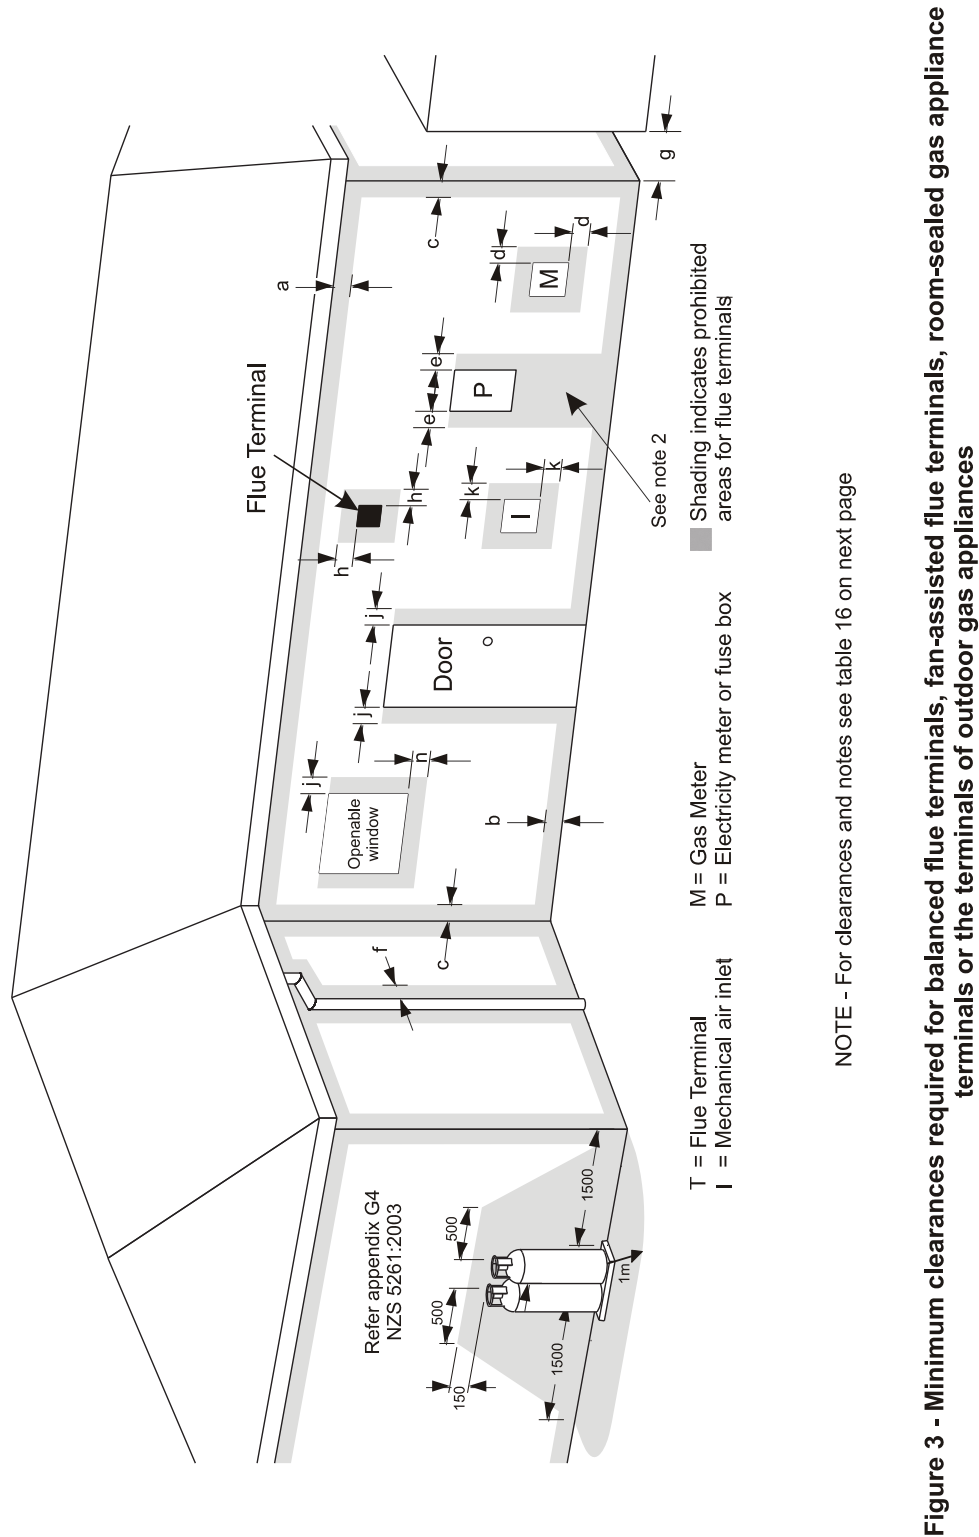 a
Flue Terminal
h
h
c
e
e
P
d
d
M
g
j
j
Door
k
k
I
j
n
Openable
window
b
c
f
See note 2
Refer appendix G4
NZS 5261:2003
500
500
150
1500
1500
1m
T = Flue Terminal
I = Mechanical air inlet
M = Gas Meter
P = Electricity meter or fuse box
Shading indicates prohibited
areas for flue terminals
NOTE - For clearances and notes see table 16 on next page
Figure 3 - Minimum clearances required for balanced flue terminals, fan-assisted flue terminals, room-sealed gas appliance
terminals or the terminals of outdoor gas appliances